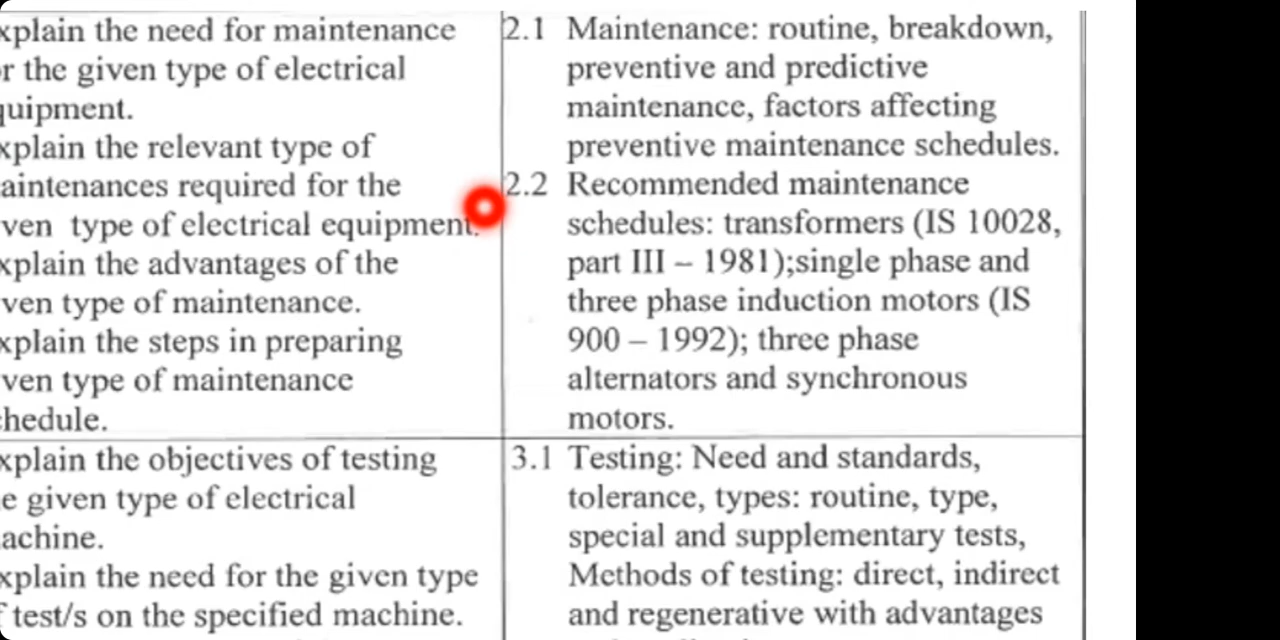 xplain the need for maintenance
r the given type of electrical
quipment.
xplain the relevant type of
aintenances required for the
ven type of electrical equipment.
xplain the advantages of the
ven type of maintenance.
xplain the steps in preparing
ven type of maintenance
hedule.
2.1 Maintenance: routine, breakdown,
preventive and predictive
maintenance, factors affecting
preventive maintenance schedules.
2.2 Recommended maintenance
schedules: transformers (IS 10028,
part III – 1981);single phase and
three phase induction motors (IS
900 – 1992); three phase
alternators and synchronous
motors.
xplain the objectives of testing
e given type of electrical
achine.
xplain the need for the given type
f test/s on the specified machine.
3.1 Testing: Need and standards,
tolerance, types: routine, type,
special and supplementary tests,
Methods of testing: direct, indirect
and regenerative with advantages